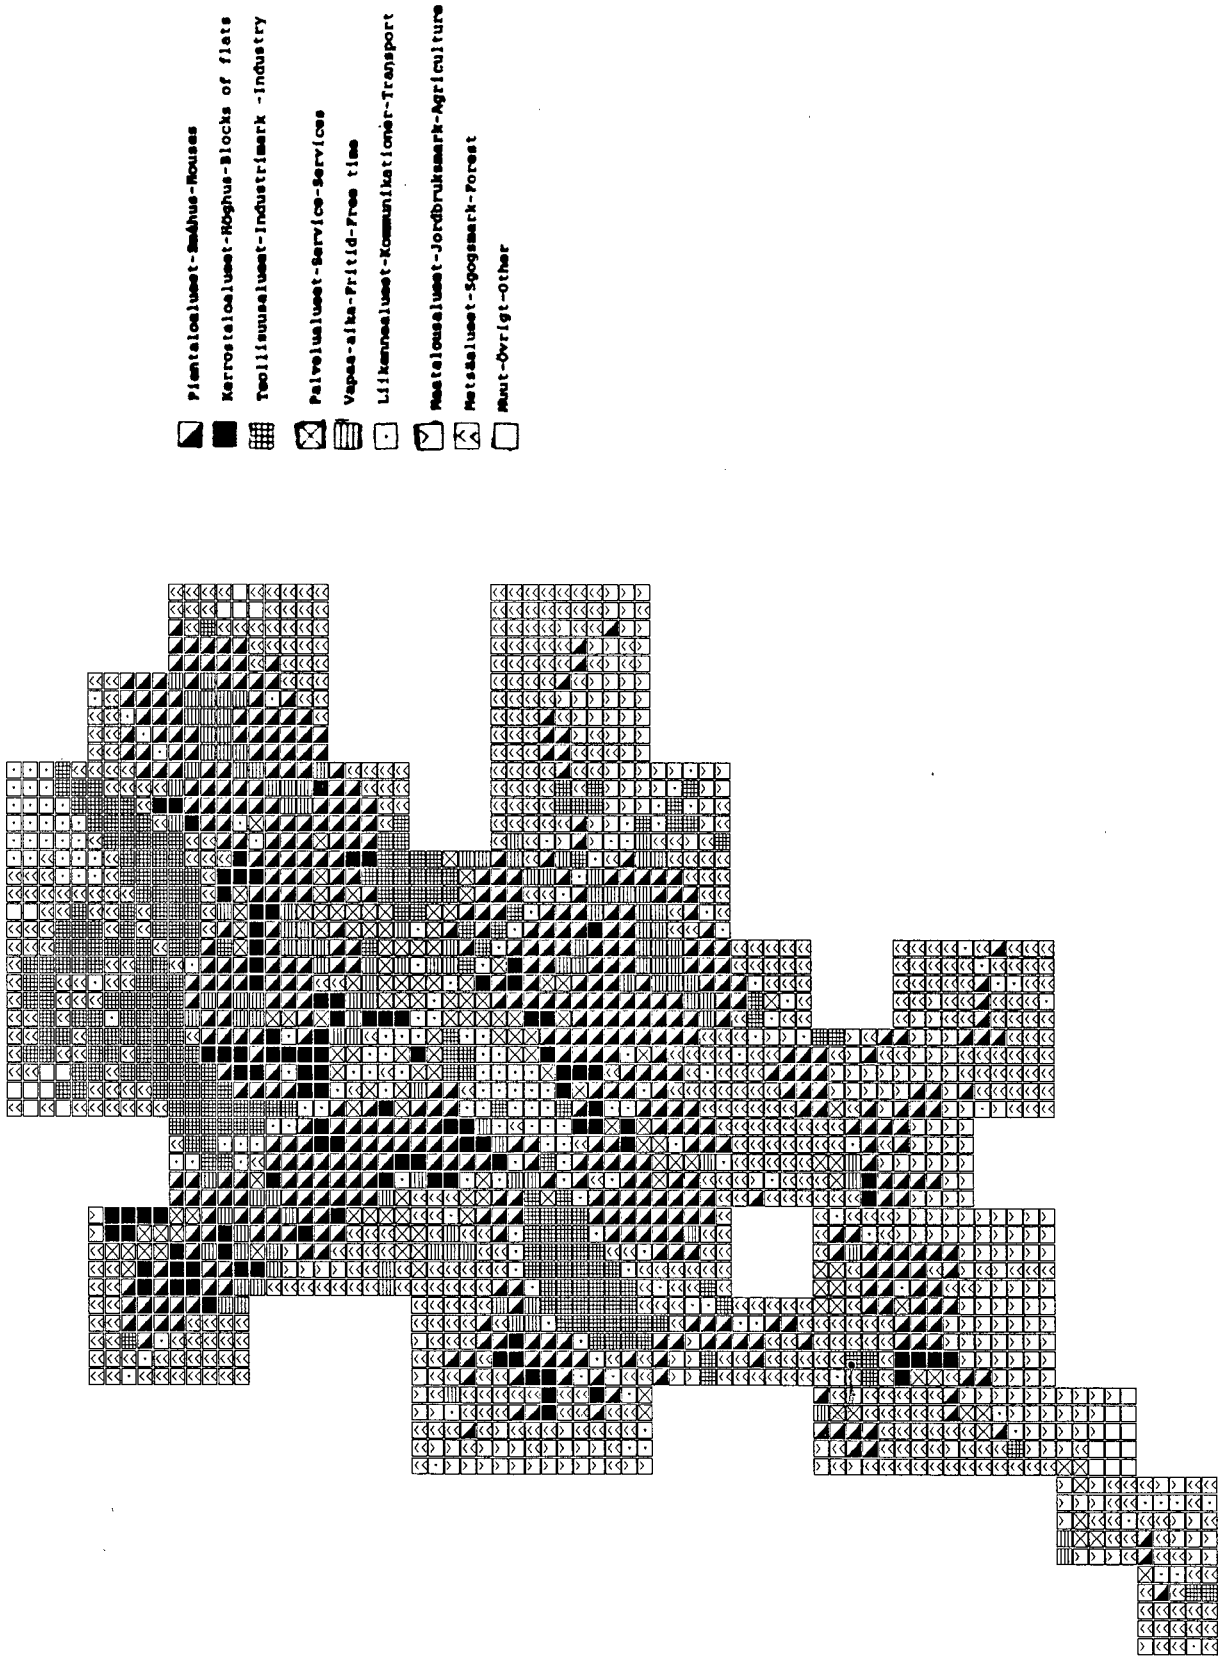 Pientaloalueet-Småhus-Houses
Kerrostaloalueet-Höghus-Blocks of flats
Teollisuusalueet-Industrimark -Industry
Palvelualueet-Service-Services
Vapaa-aika-Fritid-Free time
Liikennealueet-Kommunikationer-Transport
Maatalousalueet-Jordbruksmark-Agriculture
Metsäalueet-Sgogsmark-Forest
Muut-Övrigt-Other